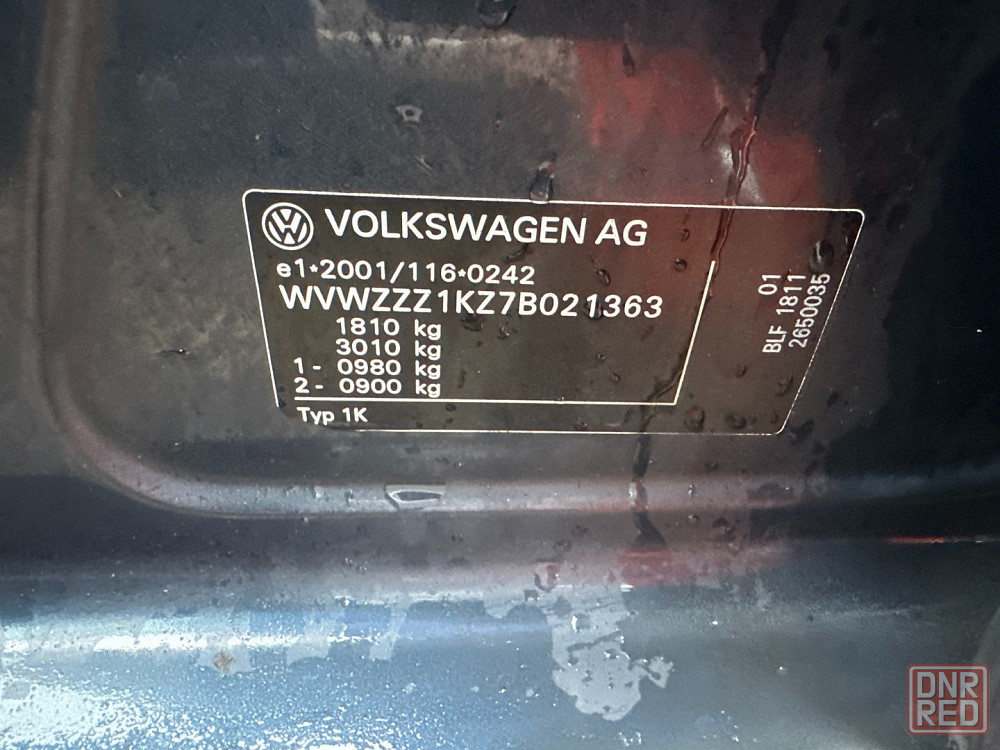 VOLKSWAGEN AG
e1*2001/116*0242
WVWZZZ1KZ7B021363
1810 kg
3010 kg
1- 0980 kg
2- 0900 kg
Typ 1K
01
BLF 1811
2650035
DNR
RED